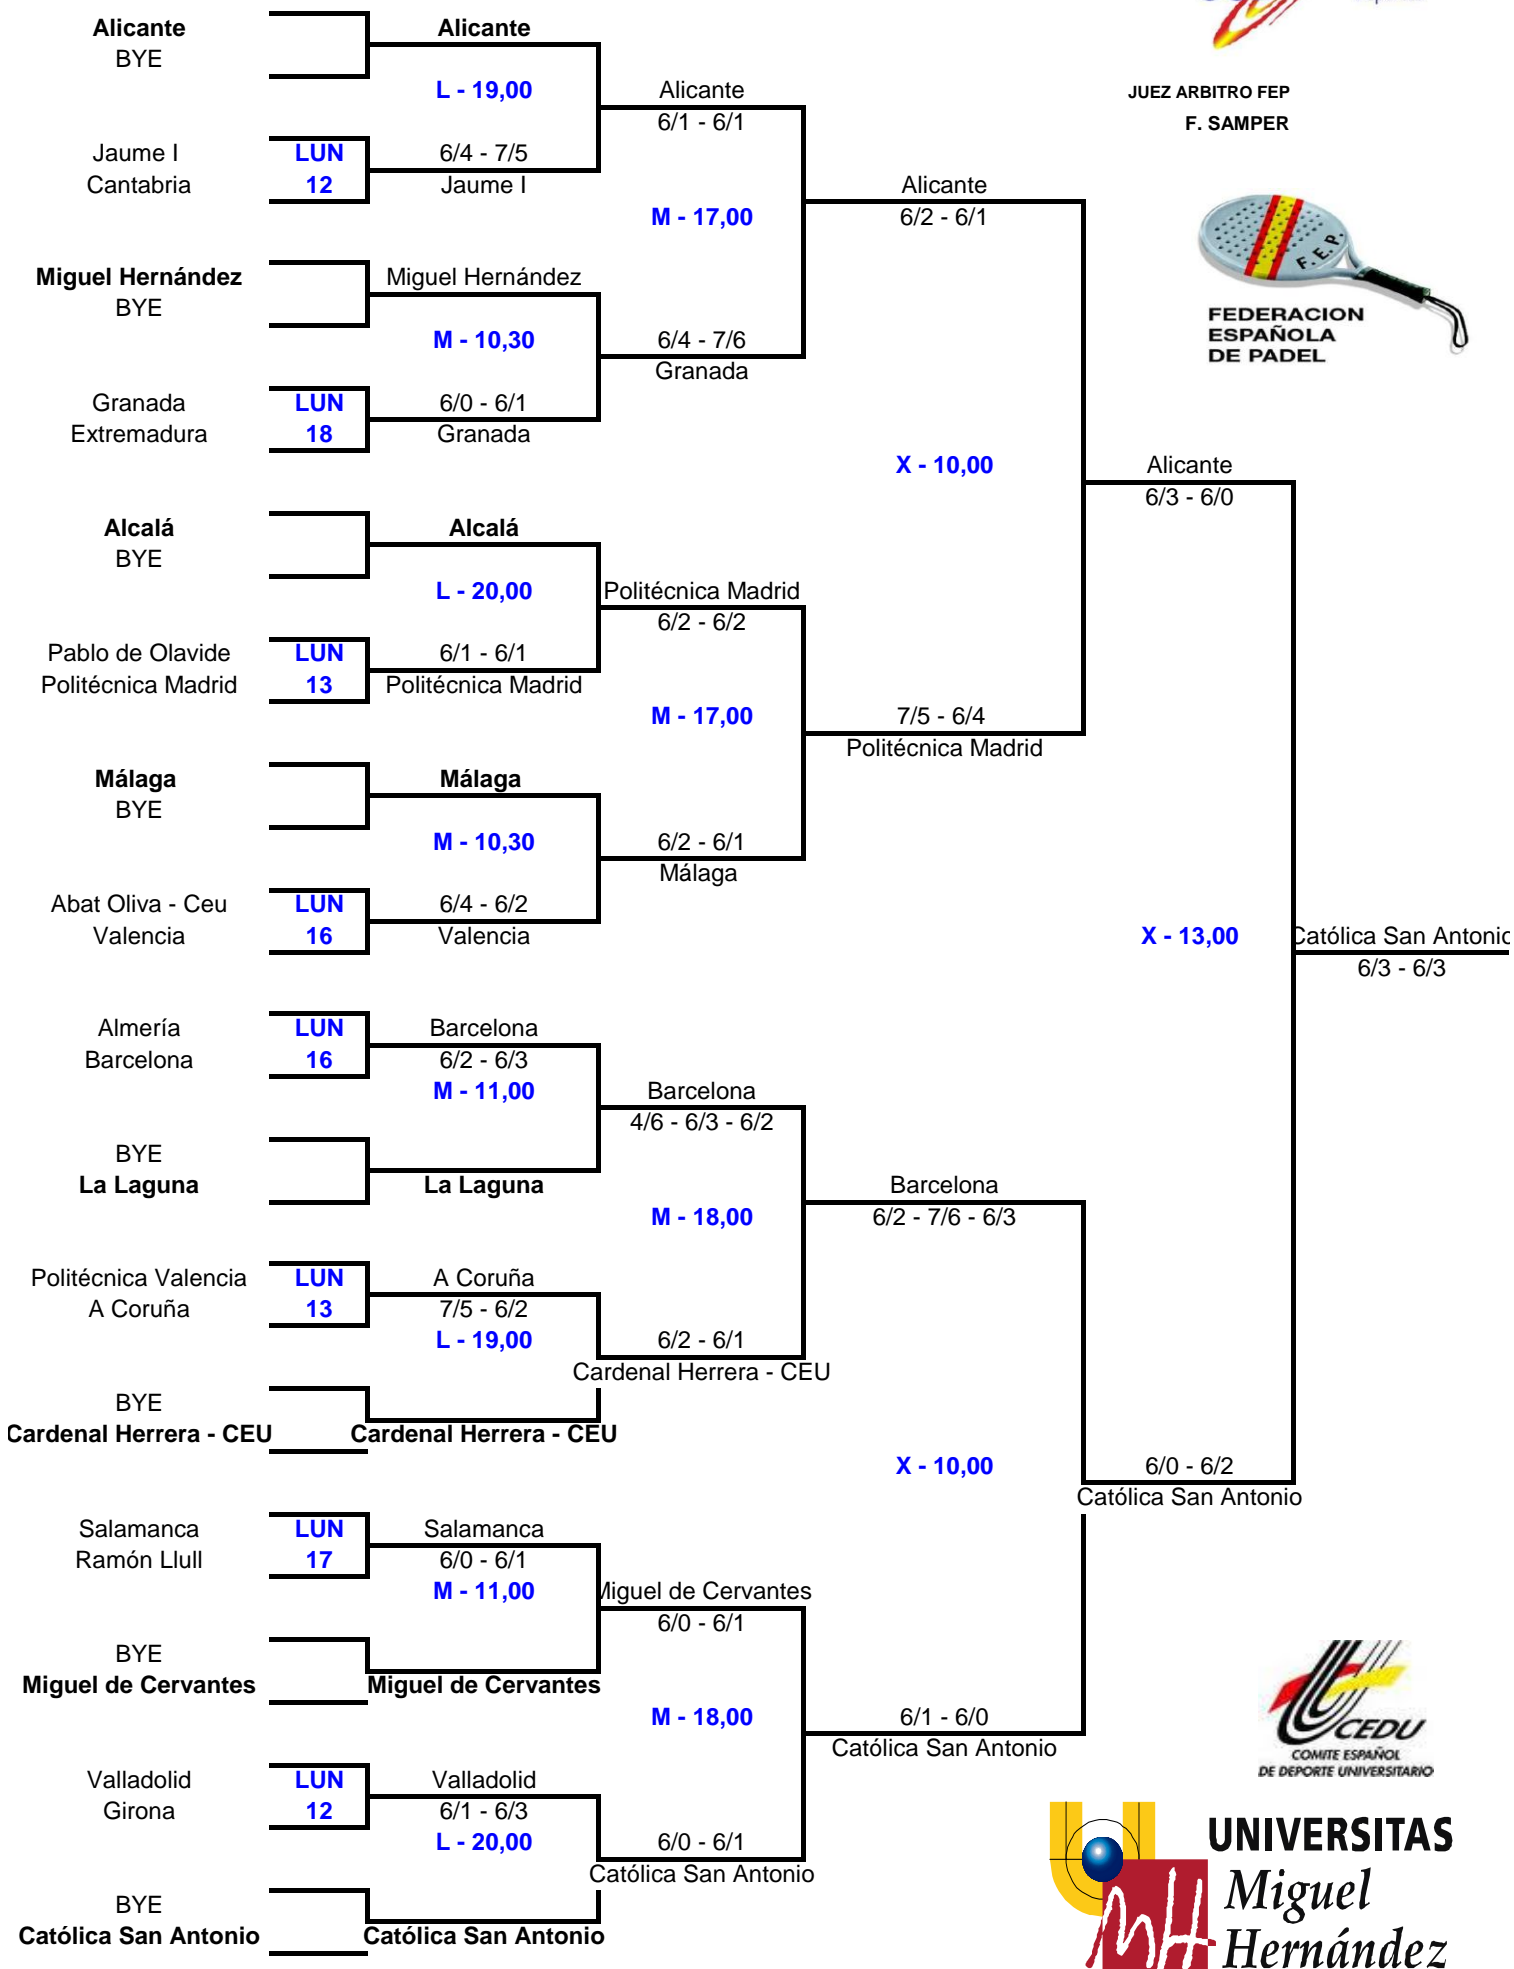 Alicante
BYE
Alicante
L - 19,00
Alicante
6/1 - 6/1
JUEZ ARBITRO FEP
F. SAMPER
Jaume I
Cantabria
LUN
12
6/4 - 7/5
Jaume I
M - 17,00
Alicante
6/2 - 6/1
F.E.P.
FEDERACION
ESPAÑOLA
DE PADEL
Miguel Hernández
BYE
Miguel Hernández
M - 10,30
6/4 - 7/6
Granada
Granada
Extremadura
LUN
18
6/0 - 6/1
Granada
X - 10,00
Alicante
6/3 - 6/0
Alcalá
BYE
Alcalá
L - 20,00
Politécnica Madrid
6/2 - 6/2
Pablo de Olavide
Politécnica Madrid
LUN
13
6/1 - 6/1
Politécnica Madrid
M - 17,00
7/5 - 6/4
Politécnica Madrid
Málaga
BYE
Málaga
M - 10,30
6/2 - 6/1
Málaga
Abat Oliva - Ceu
Valencia
LUN
16
6/4 - 6/2
Valencia
X - 13,00
Católica San Antonio
6/3 - 6/3
Almería
Barcelona
LUN
16
Barcelona
6/2 - 6/3
M - 11,00
Barcelona
4/6 - 6/3 - 6/2
BYE
La Laguna
La Laguna
M - 18,00
Barcelona
6/2 - 7/6 - 6/3
Politécnica Valencia
A Coruña
LUN
13
A Coruña
7/5 - 6/2
L - 19,00
6/2 - 6/1
Cardenal Herrera - CEU
BYE
Cardenal Herrera - CEU
Cardenal Herrera - CEU
X - 10,00
6/0 - 6/2
Católica San Antonio
Salamanca
Ramón Llull
LUN
17
Salamanca
6/0 - 6/1
M - 11,00
Miguel de Cervantes
6/0 - 6/1
BYE
Miguel de Cervantes
Miguel de Cervantes
M - 18,00
6/1 - 6/0
Católica San Antonio
CEDU
COMITE ESPAÑOL
DE DEPORTE UNIVERSITARIO
Valladolid
Girona
LUN
12
Valladolid
6/1 - 6/3
L - 20,00
6/0 - 6/1
Católica San Antonio
BYE
Católica San Antonio
Católica San Antonio
UNIVERSITAS
Miguel
Hernández